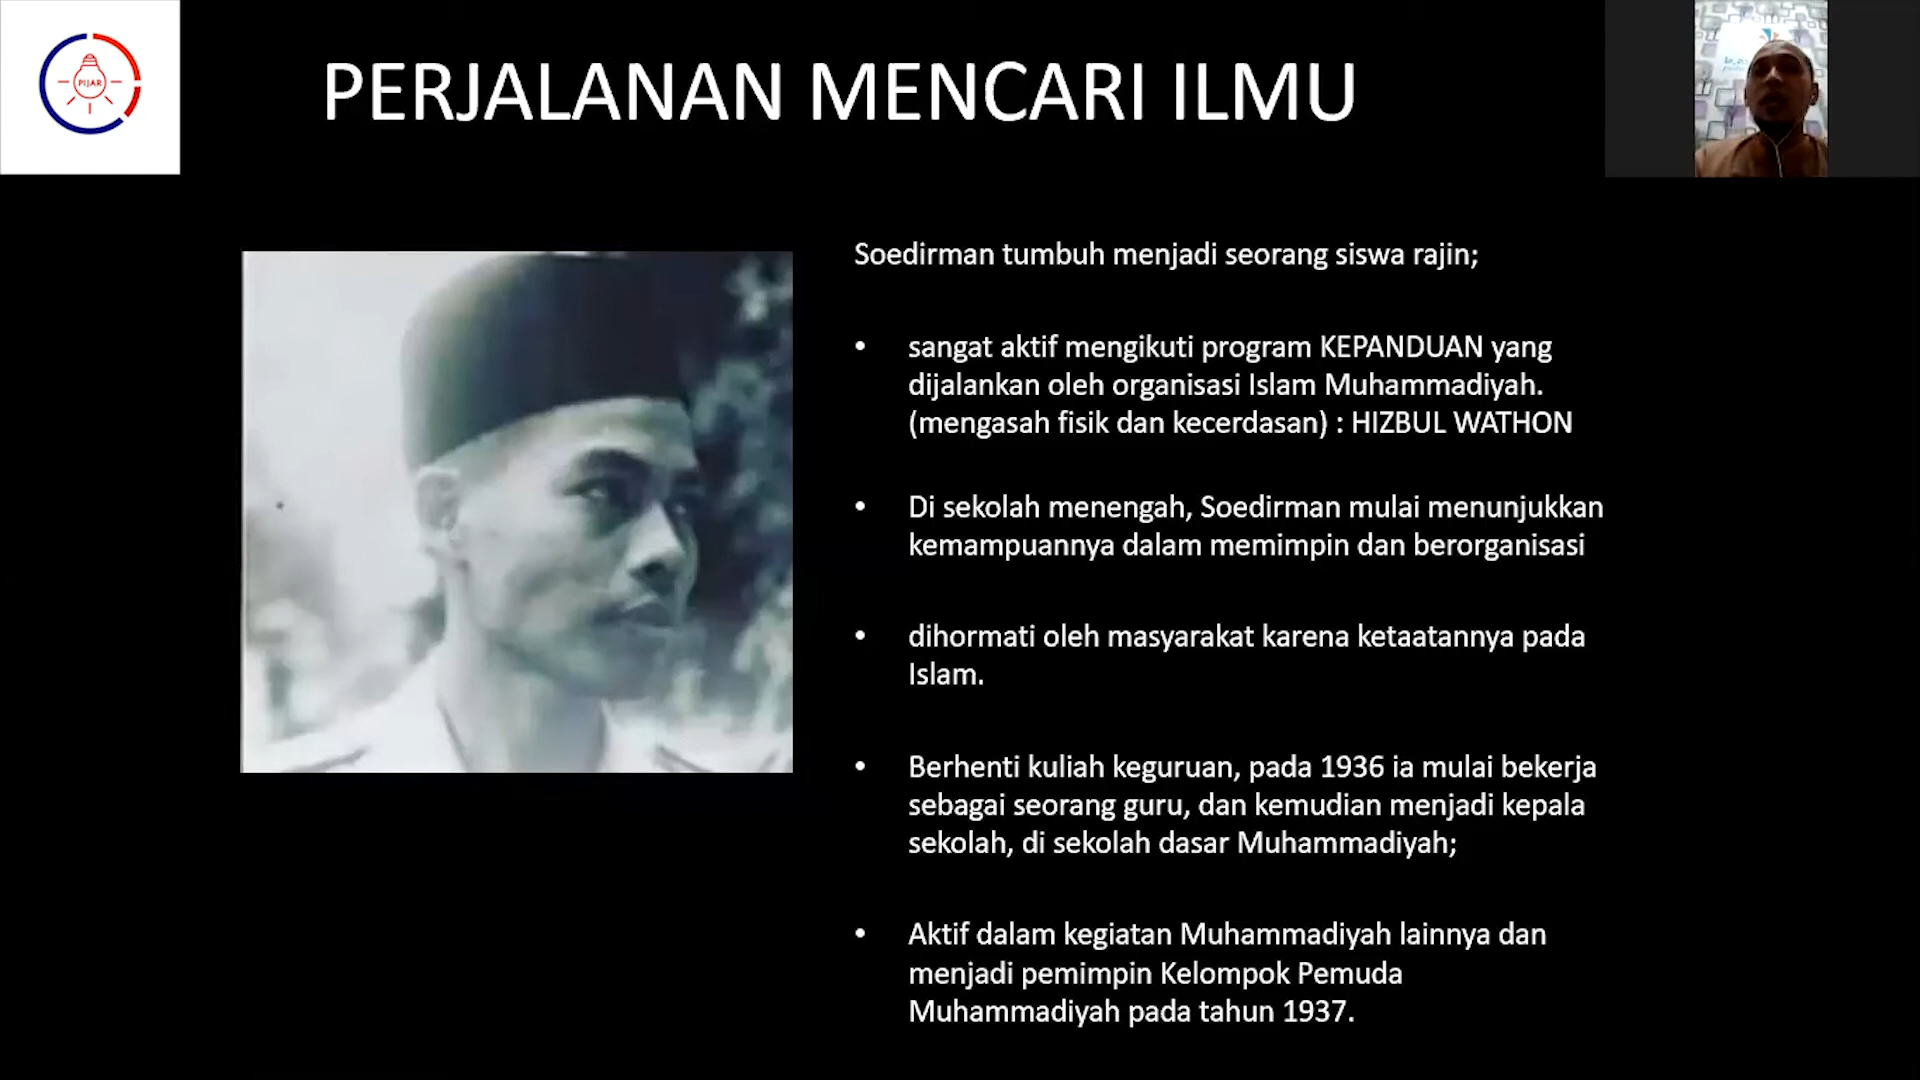 PIJAR
PERJALANAN MENCARI ILMU
Soedirman tumbuh menjadi seorang siswa rajin;
• sangat aktif mengikuti program KEPANDUAN yang
dijalankan oleh organisasi Islam Muhammadiyah.
(mengasah fisik dan kecerdasan) : HIZBUL WATHON
• Di sekolah menengah, Soedirman mulai menunjukkan
kemampuannya dalam memimpin dan berorganisasi
• dihormati oleh masyarakat karena ketaatannya pada
Islam.
• Berhenti kuliah keguruan, pada 1936 ia mulai bekerja
sebagai seorang guru, dan kemudian menjadi kepala
sekolah, di sekolah dasar Muhammadiyah;
• Aktif dalam kegiatan Muhammadiyah lainnya dan
menjadi pemimpin Kelompok Pemuda
Muhammadiyah pada tahun 1937.